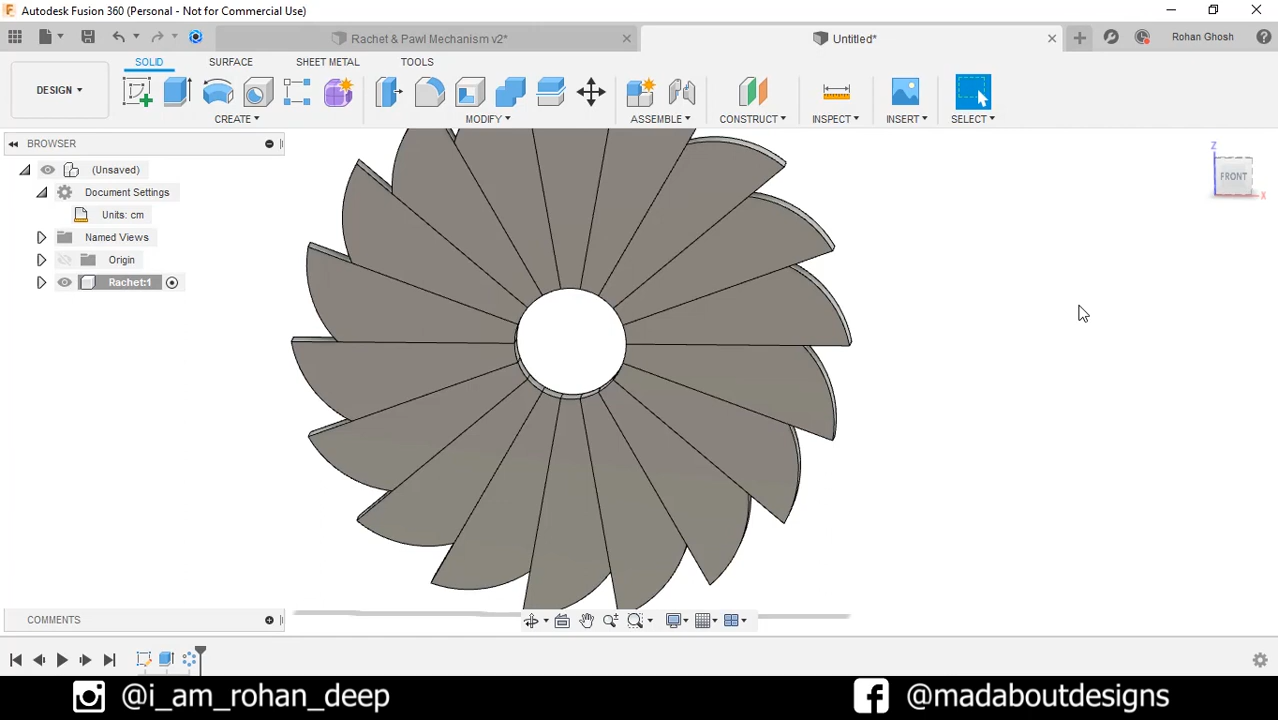 Autodesk Fusion 360 (Personal - Not for Commercial Use)
Rachet & Pawl Mechanism v2*
Untitled*
Rohan Ghosh
SOLID
SURFACE
SHEET METAL
TOOLS
DESIGN
CREATE
MODIFY
ASSEMBLE
CONSTRUCT
INSPECT
INSERT
SELECT
BROWSER
(Unsaved)
Document Settings
Units: cm
Named Views
Origin
Rachet:1
Z
FRONT
X
COMMENTS
@i_am_rohan_deep
@madaboutdesigns